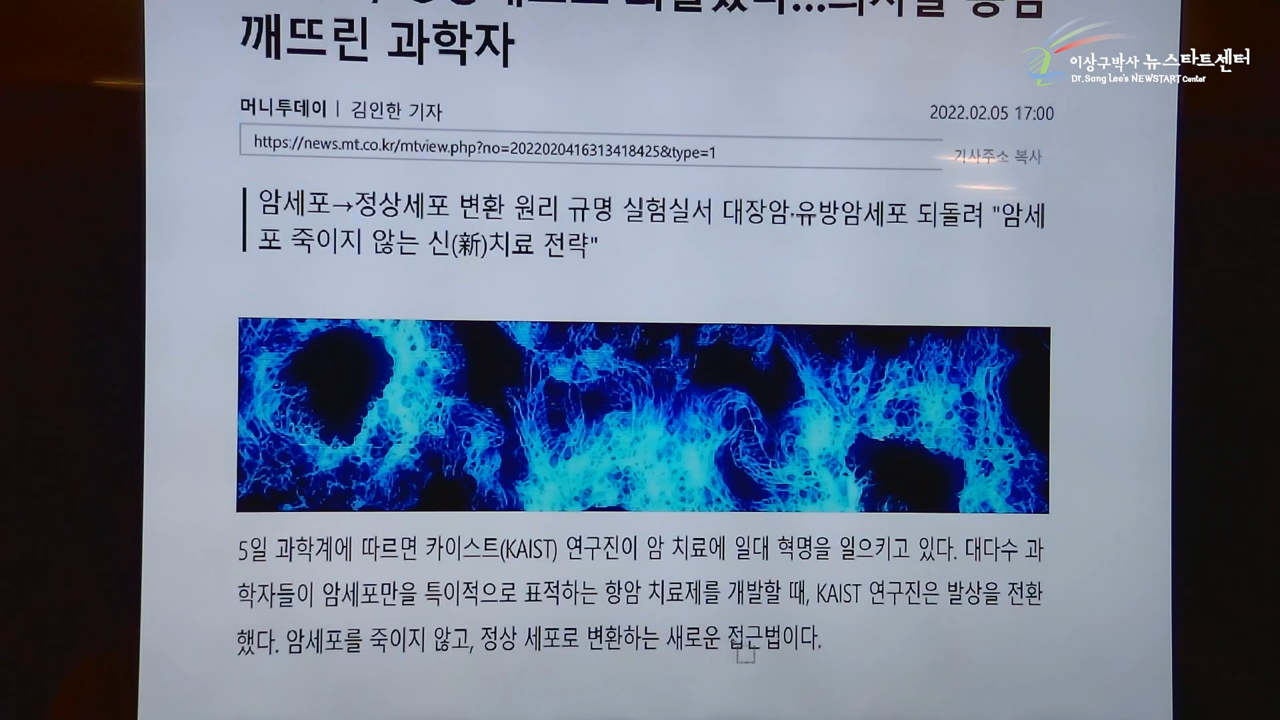 깨뜨린 과학자
이상구박사 뉴스타트센터
Dr. Sang Lee's NEWSTART Center
머니투데이 | 김인한 기자
2022.02.05 17:00
https://news.mt.co.kr/mtview.php?no=2022020416313418425&type=1
기사주소 복사
암세포→정상세포 변환 원리 규명 실험실서 대장암·유방암세포 되돌려 "암세
포 죽이지 않는 신(新)치료 전략"
5일 과학계에 따르면 카이스트(KAIST) 연구진이 암 치료에 일대 혁명을 일으키고 있다. 대다수 과
학자들이 암세포만을 특이적으로 표적하는 항암 치료제를 개발할 때, KAIST 연구진은 발상을 전환
했다. 암세포를 죽이지 않고, 정상 세포로 변환하는 새로운 접근법이다.